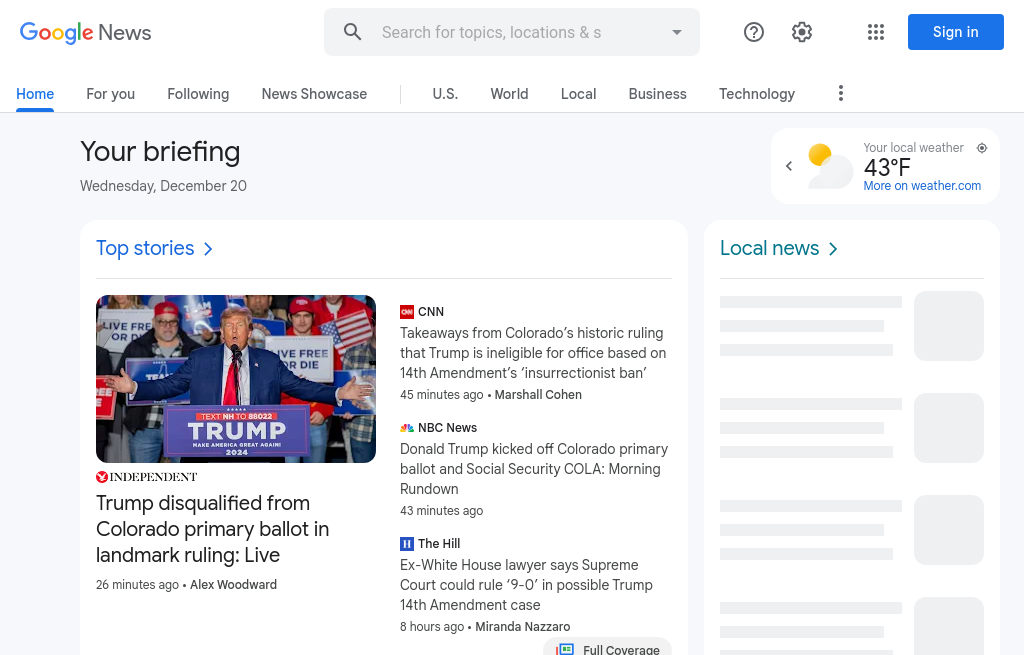 Google News
Search for topics, locations & s
Sign in
Home
For you
Following
News Showcase
U.S.
World
Local
Business
Technology
Your briefing
Wednesday, December 20
Your local weather
43°F
More on weather.com
Top stories
Local news
LIVE FREE
OR DIE
TEAM
VE FREE
R DIE
TEXT NH TO 88022
TRUMP
MAKE AMERICA GREAT AGAIN!
2024
INDEPENDENT
Trump disqualified from
Colorado primary ballot in
landmark ruling: Live
26 minutes ago • Alex Woodward
CNN
Takeaways from Colorado’s historic ruling
that Trump is ineligible for office based on
14th Amendment’s ‘insurrectionist ban’
45 minutes ago • Marshall Cohen
NBC News
Donald Trump kicked off Colorado primary
ballot and Social Security COLA: Morning
Rundown
43 minutes ago
H The Hill
Ex-White House lawyer says Supreme
Court could rule ‘9-0’ in possible Trump
14th Amendment case
8 hours ago • Miranda Nazzaro
Full Coverage